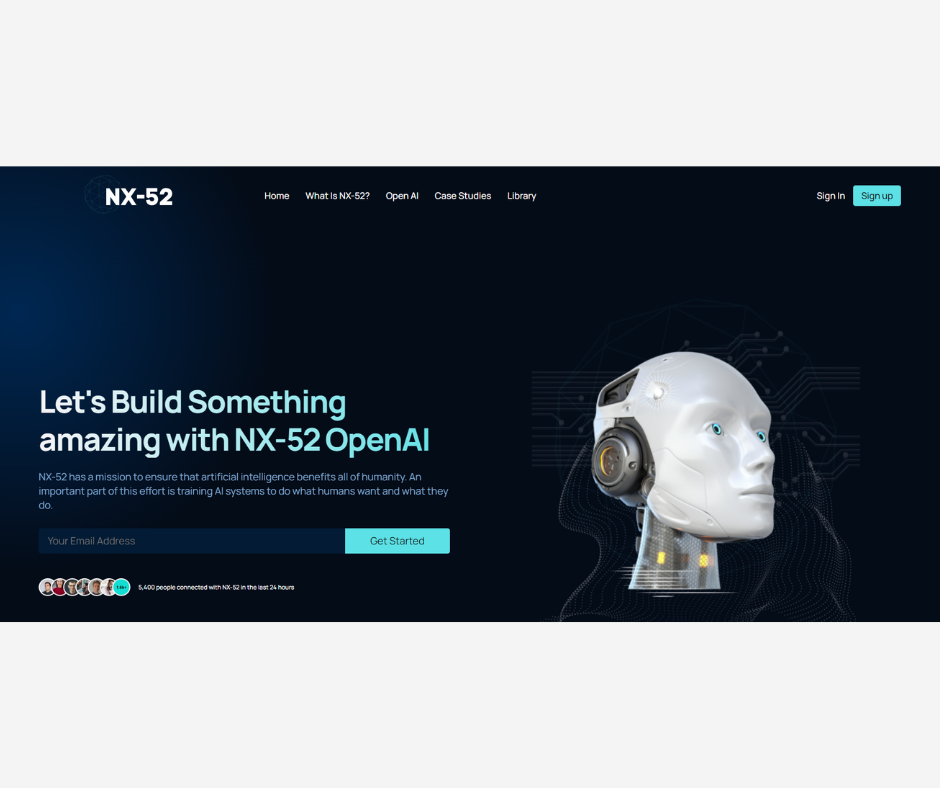 NX-52
Home
What Is NX-52?
Open AI
Case Studies
Library
Sign In
Sign up
Let's Build Something
amazing with NX-52 OpenAI
NX-52 has a mission to ensure that artificial intelligence benefits all of humanity. An
important part of this effort is training AI systems to do what humans want and what they
do.
Your Email Address
Get Started
5,400 people connected with NX-52 in the last 24 hours